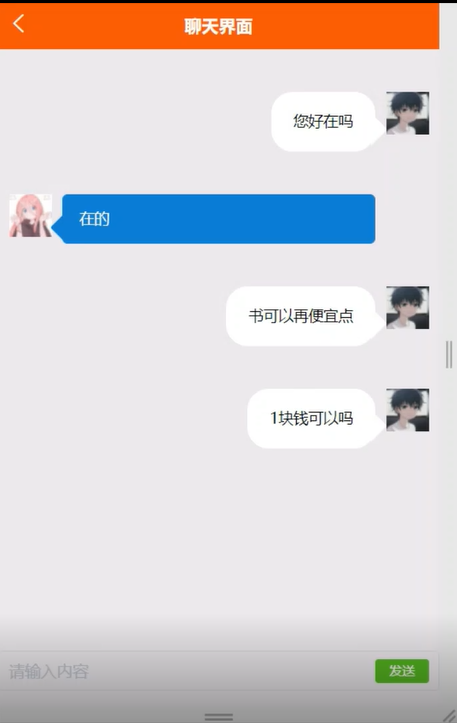 聊天界面
您好在吗
在的
书可以再便宜点
1块钱可以吗
请输入内容
发送